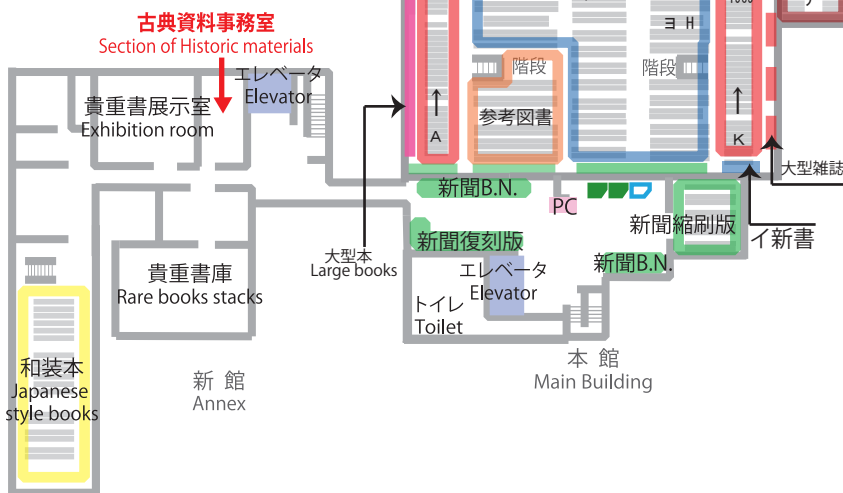 古典資料事務室
Section of Historic materials
エレベータ
Elevator
貴重書展示室
Exhibition room
階段
階段
参考図書
A
K
ヨ H
大型雑誌
新聞B.N.
PC
新聞縮刷版
イ新書
新聞復刻版
大型本
Large books
エレベータ
Elevator
新聞B.N.
貴重書庫
Rare books stacks
トイレ
Toilet
本 館
Main Building
和装本
Japanese
style books
新 館
Annex